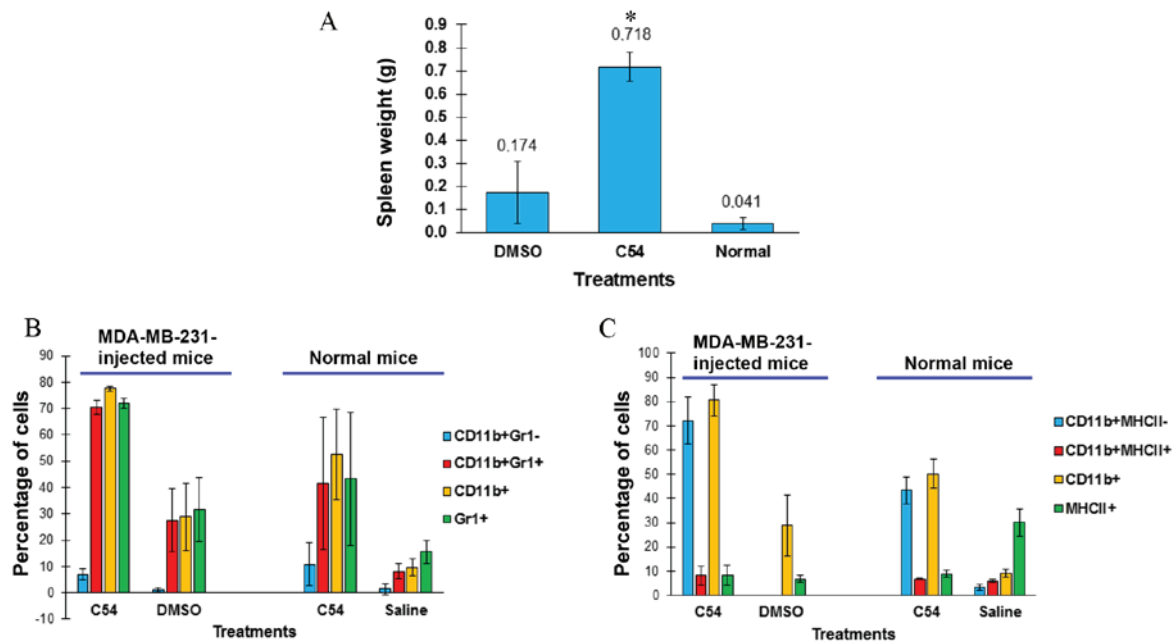 A
*
0.9
0.8
0.7
0.6
0.5
0.4
0.3
0.2
0.1
0.0
Spleen weight (g)
0.174
0.718
0.041
DMSO
C54
Normal
Treatments
B
MDA-MB-231-
injected mice
Normal mice
90
80
70
60
50
40
30
20
10
0
-10
Percentage of cells
C54
DMSO
C54
Saline
Treatments
CD11b+Gr1-
CD11b+Gr1+
CD11b+
Gr1+
C
MDA-MB-231-
injected mice
Normal mice
100
90
80
70
60
50
40
30
20
10
0
Percentage of cells
C54
DMSO
C54
Saline
Treatments
CD11b+MHCII-
CD11b+MHCII+
CD11b+
MHCII+